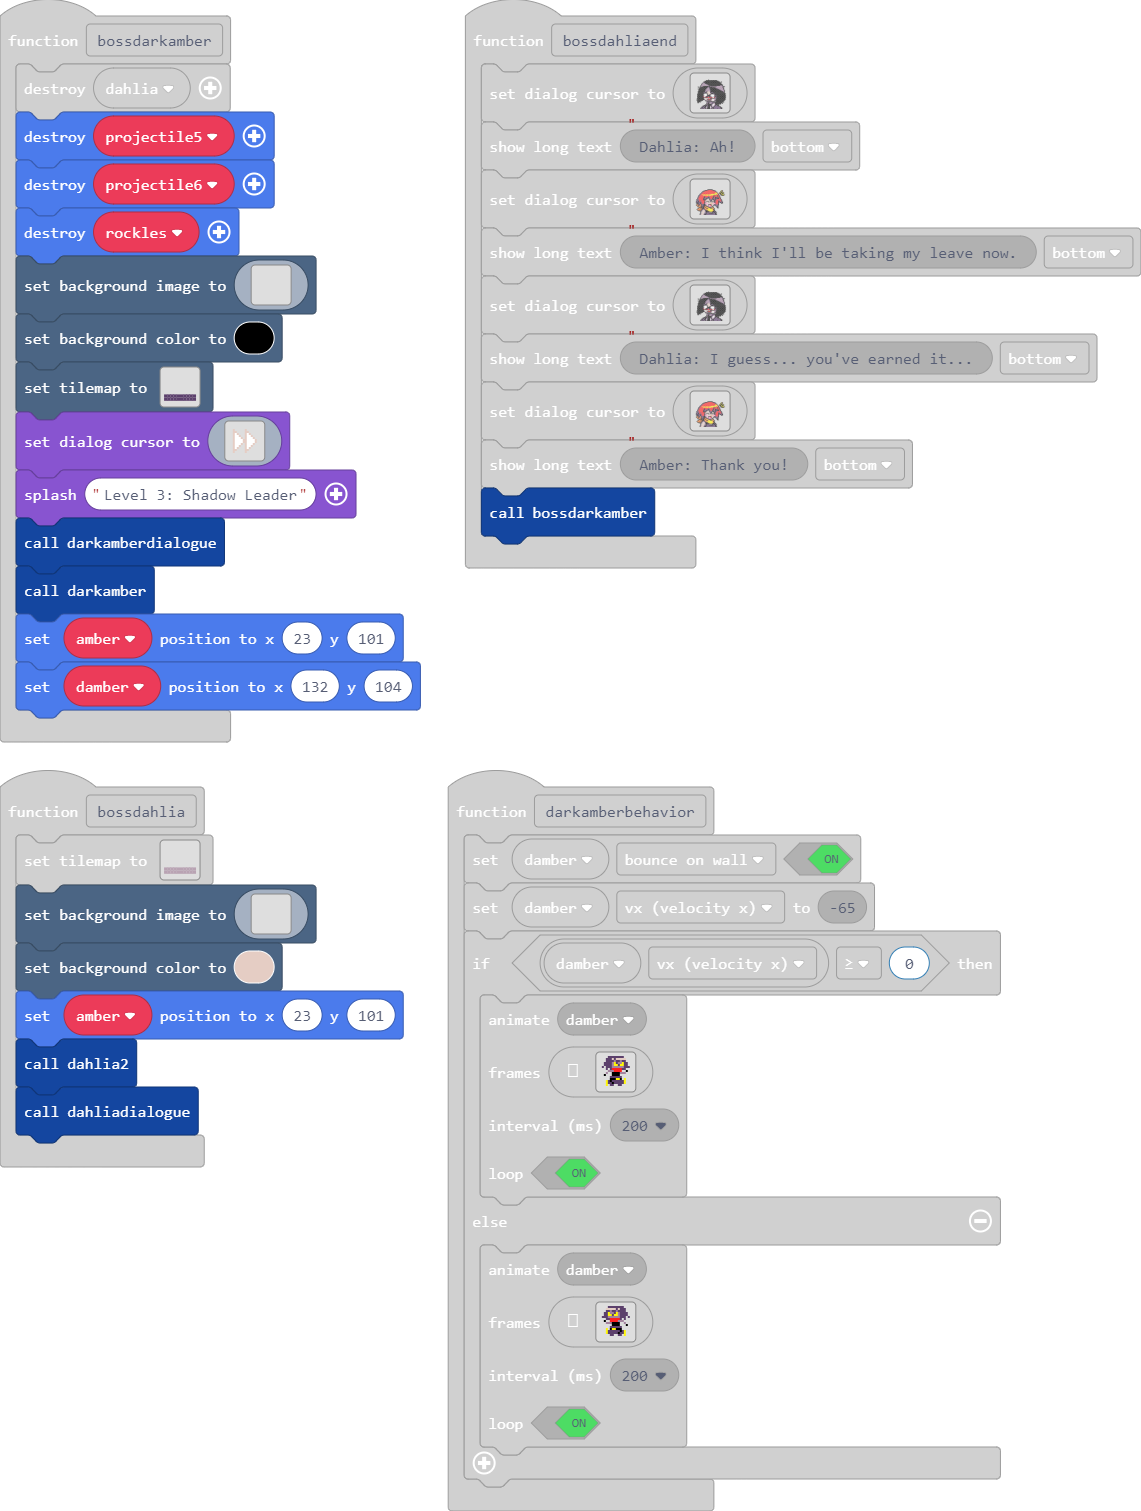 function bossdarkamber
destroy dahlia
destroy projectile5
destroy projectile6
destroy rockles
set background image to
set background color to
set tilemap to
set dialog cursor to
splash "Level 3: Shadow Leader"
call darkamberdialogue
call darkamber
set amber position to x 23 y 101
set damber position to x 132 y 104
function bossdahliaend
set dialog cursor to
show long text "Dahlia: Ah! bottom
set dialog cursor to
show long text "Amber: I think I'll be taking my leave now. bottom
set dialog cursor to
show long text "Dahlia: I guess... you've earned it... bottom
set dialog cursor to
show long text "Amber: Thank you! bottom
call bossdarkamber
function bossdahlia
set tilemap to
set background image to
set background color to
set amber position to x 23 y 101
call dahlia2
call dahliadialogue
function darkamberbehavior
set damber bounce on wall ON
set damber vx (velocity x) to -65
if damber vx (velocity x) ≥ 0 then
animate damber
frames
interval (ms) 200
loop ON
else
animate damber
frames
interval (ms) 200
loop ON